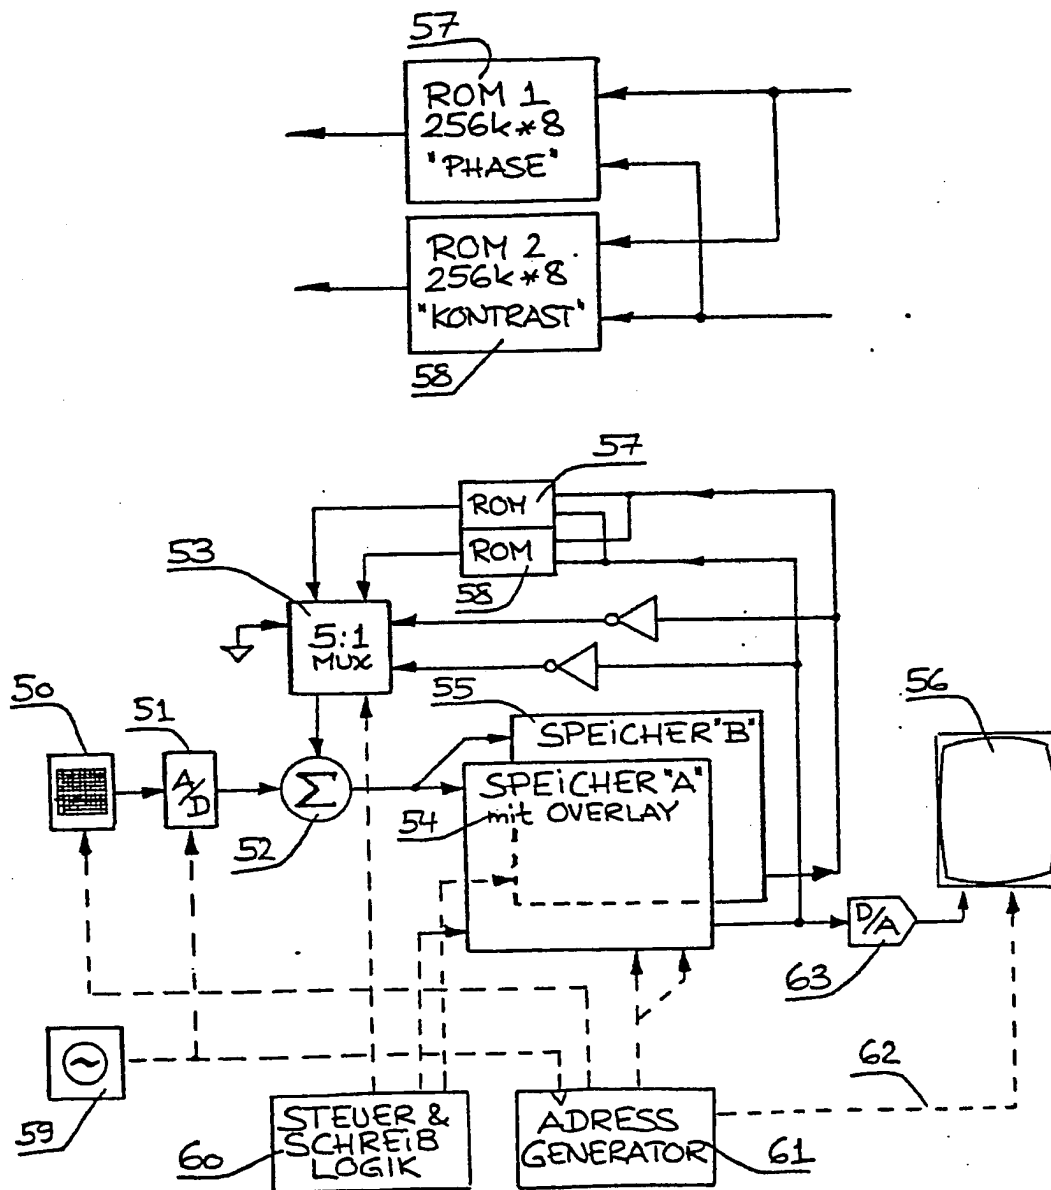 57
ROM 1
256k*8
"PHASE"
ROM 2
256k*8
"KONTRAST"
58
57
ROM
ROM
58
53
5:1
MUX
50
51
A/D
Σ
52
55
SPEiCHER"B"
SPEiCHER "A"
54 mit OVERLAY
56
D/A
63
59
~
60
STEUER &
SCHREiB
LOGiK
ADRESS
GENERATOR
61
62